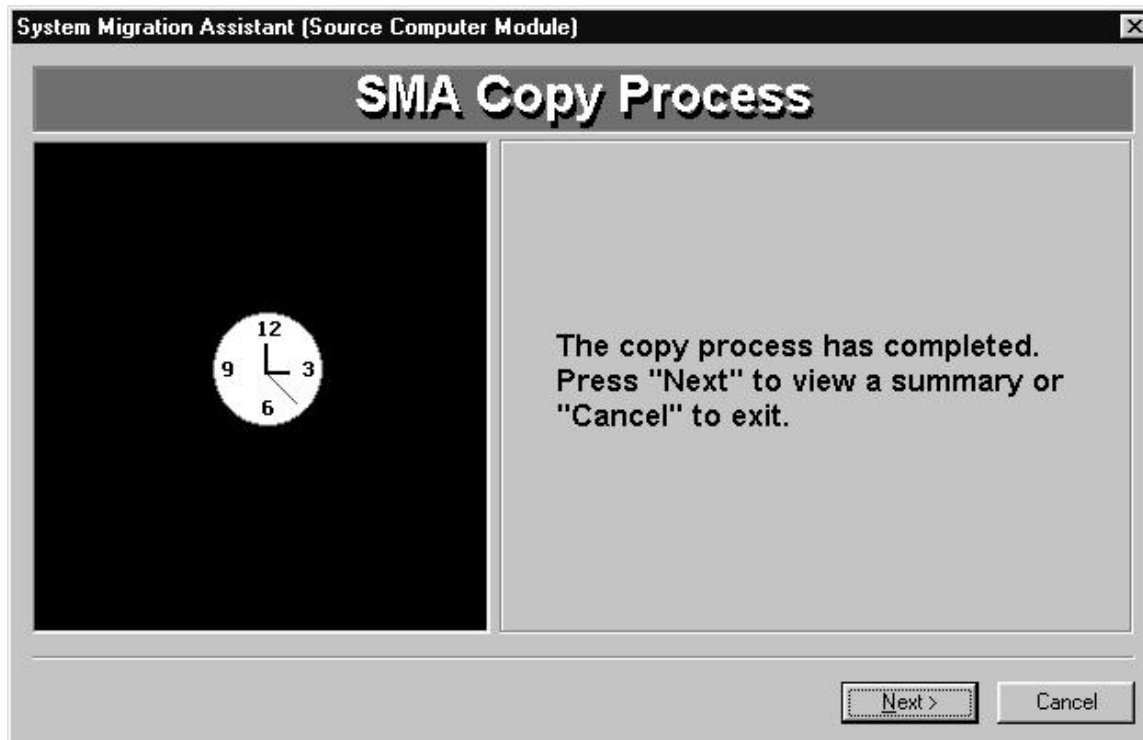 System Migration Assistant (Source Computer Module)
SMA Copy Process
12
9 3
6
The copy process has completed.
Press "Next" to view a summary or
"Cancel" to exit.
Next > Cancel